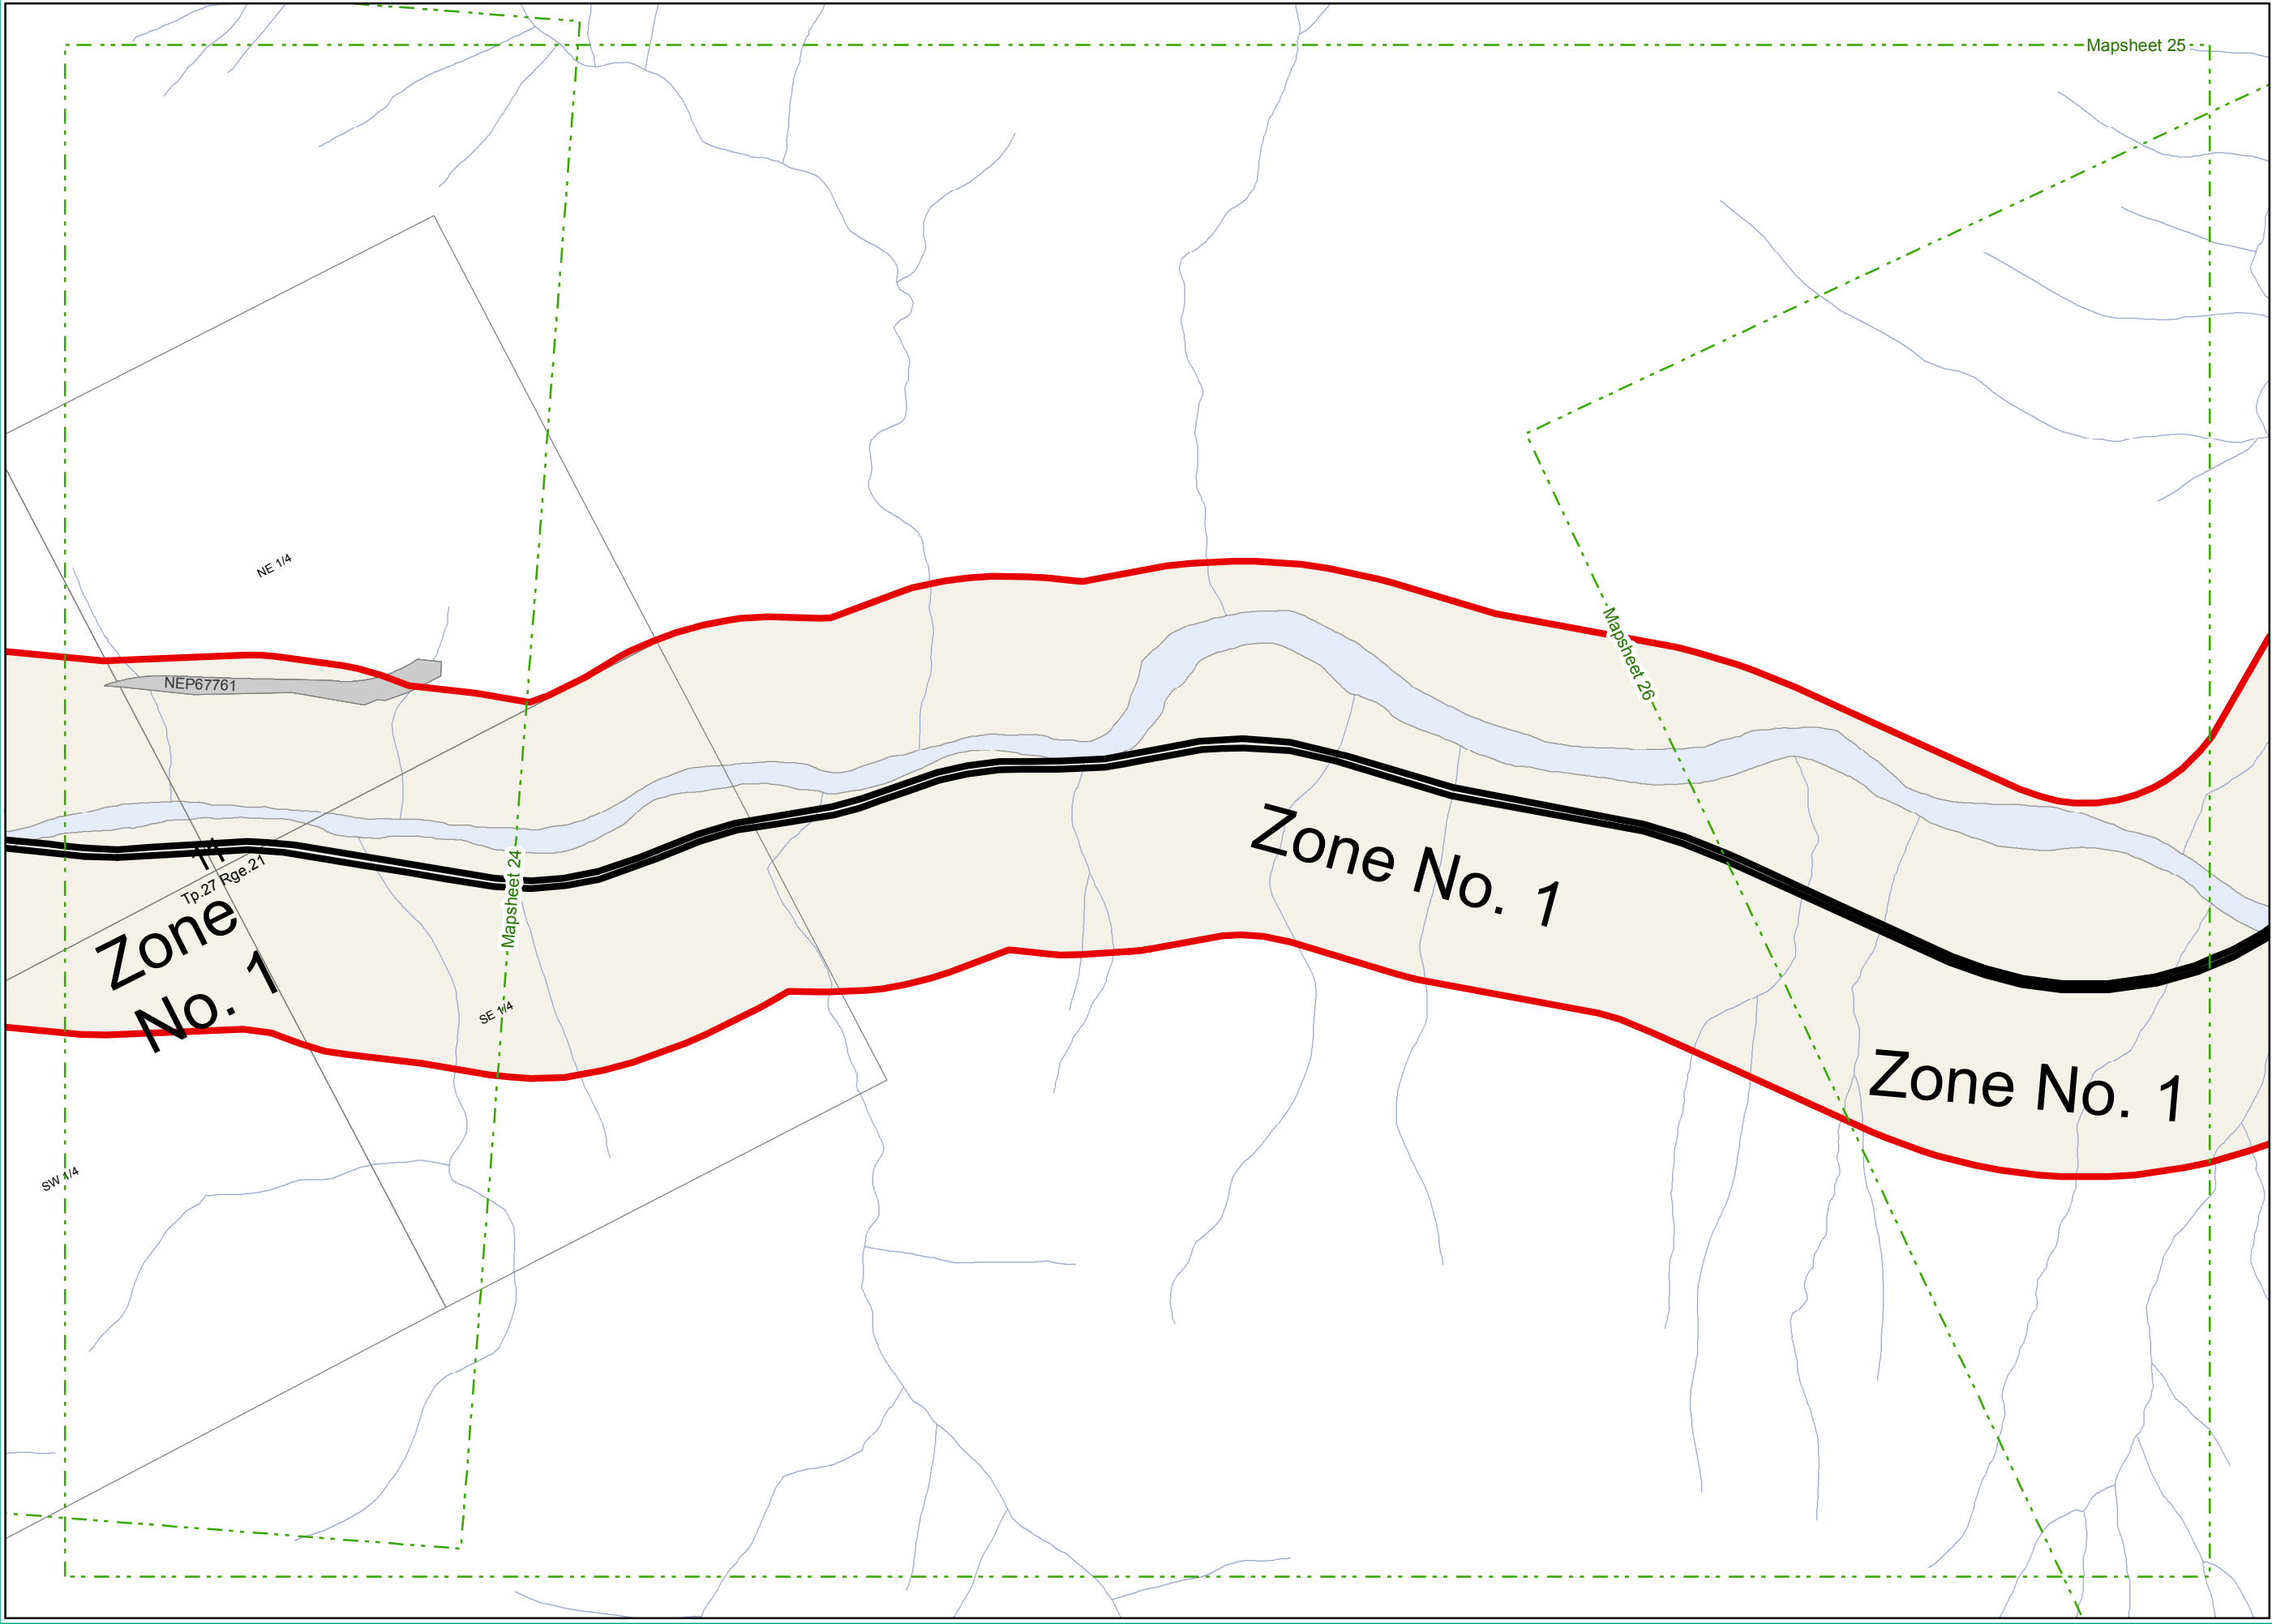 Mapsheet 25
NE 1/4
Mapsheet 26
NEP67761
Zone No. 1
11
Tp.27 Rge.21
Mapsheet 24
Zone
No. 1
SE 1/4
Zone No. 1
SW 1/4